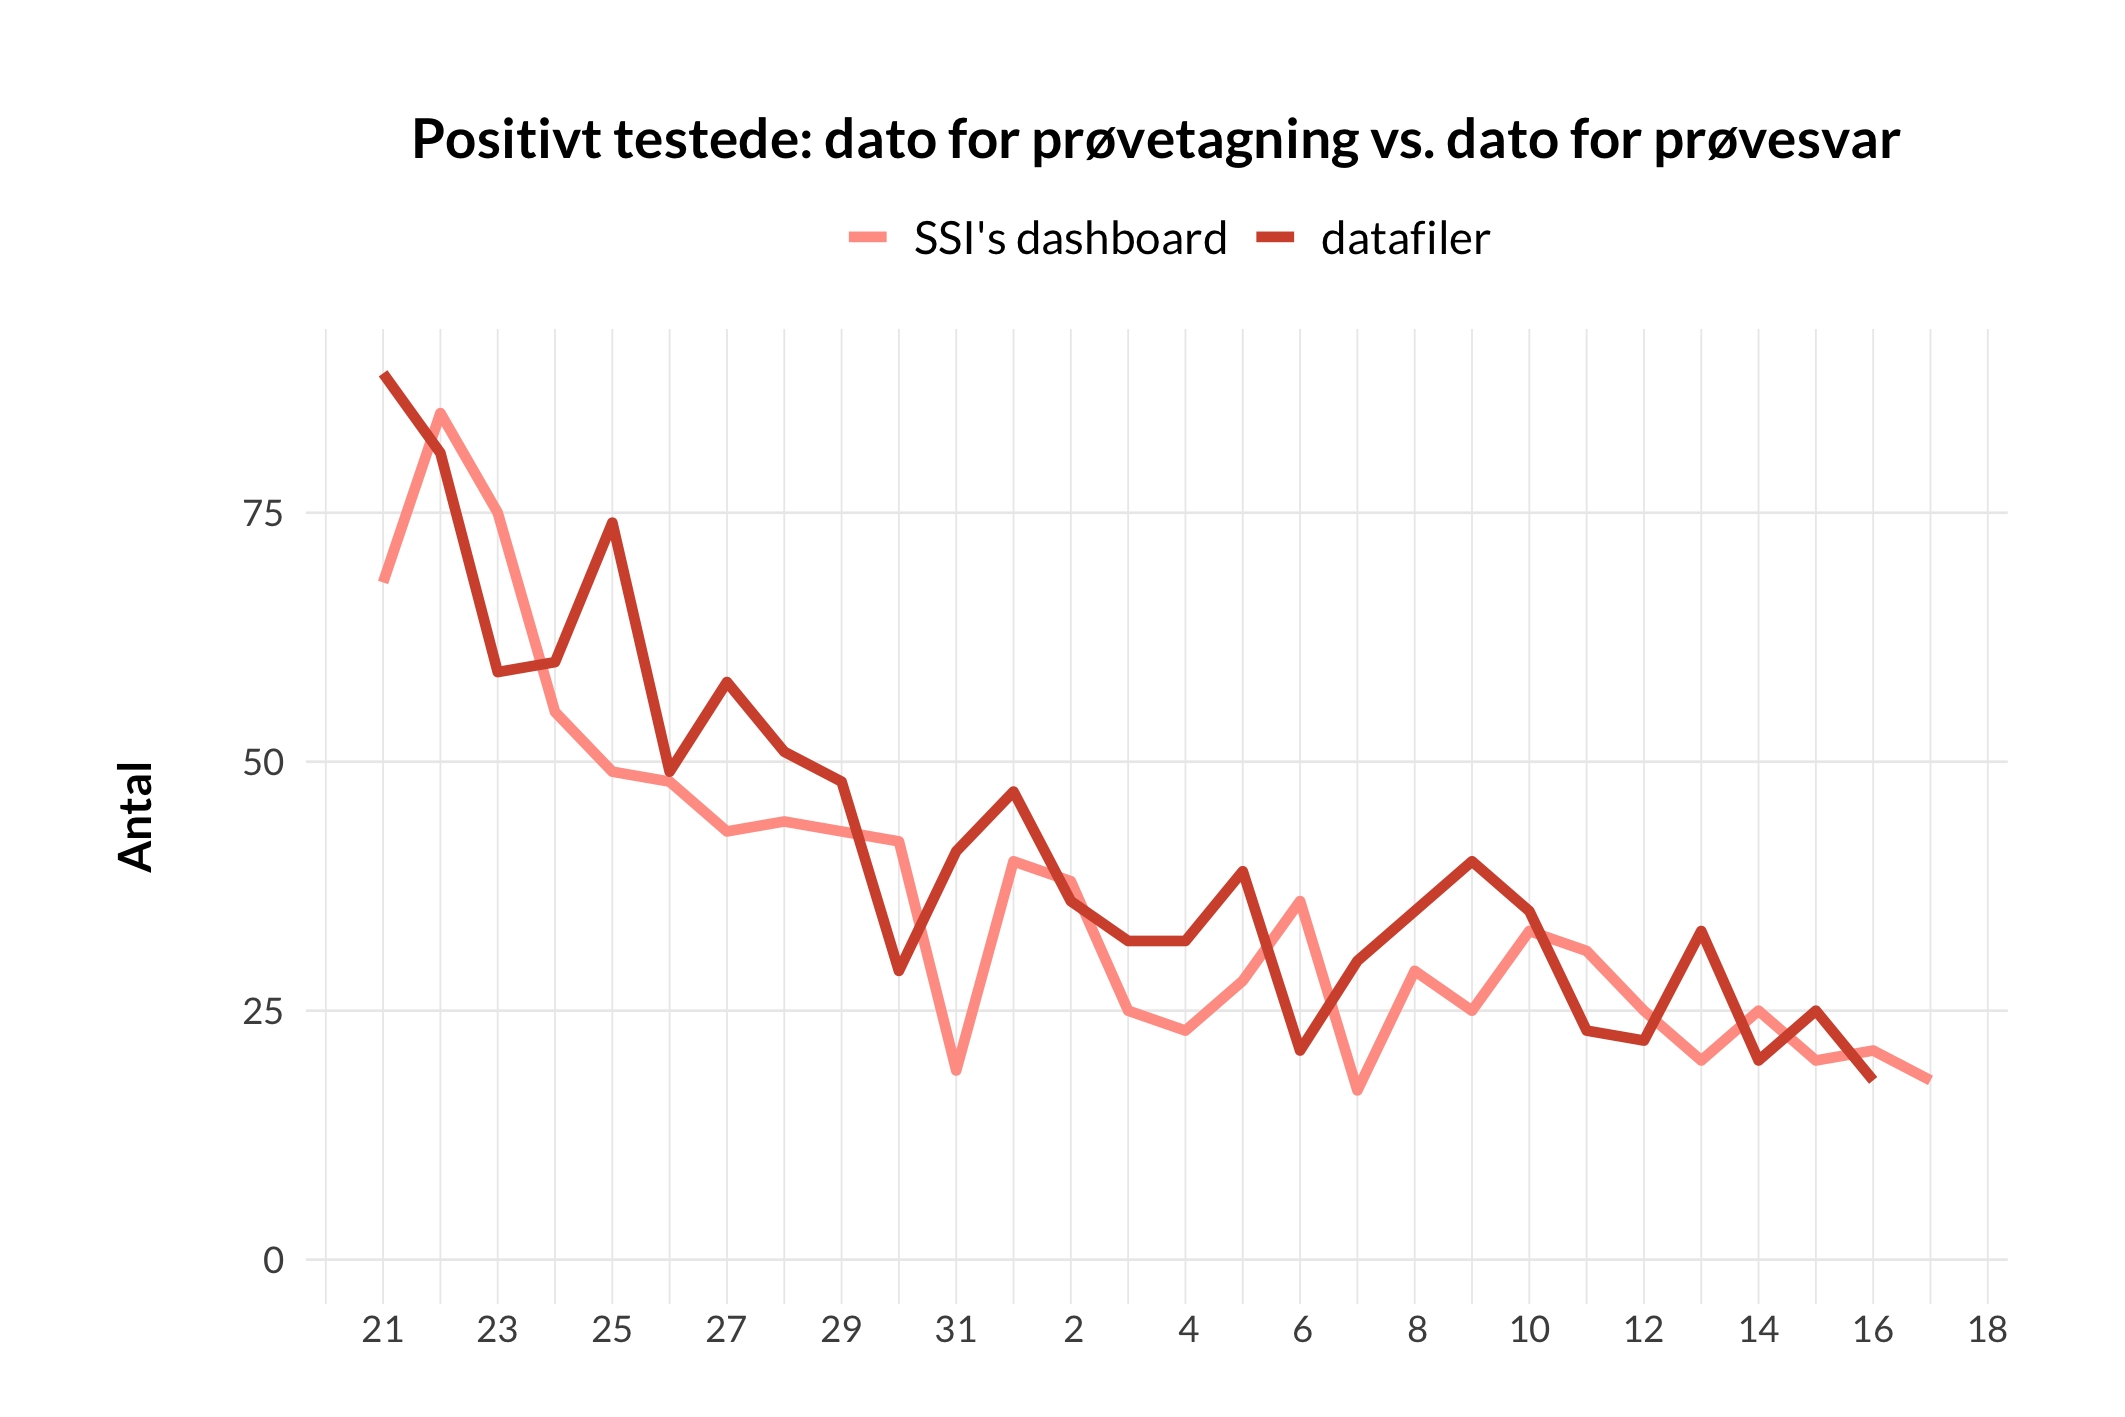 Positivt testede: dato for prøvetagning vs. dato for prøvesvar
SSI's dashboard datafiler
Antal
75
50
25
0
21 23 25 27 29 31 2 4 6 8 10 12 14 16 18